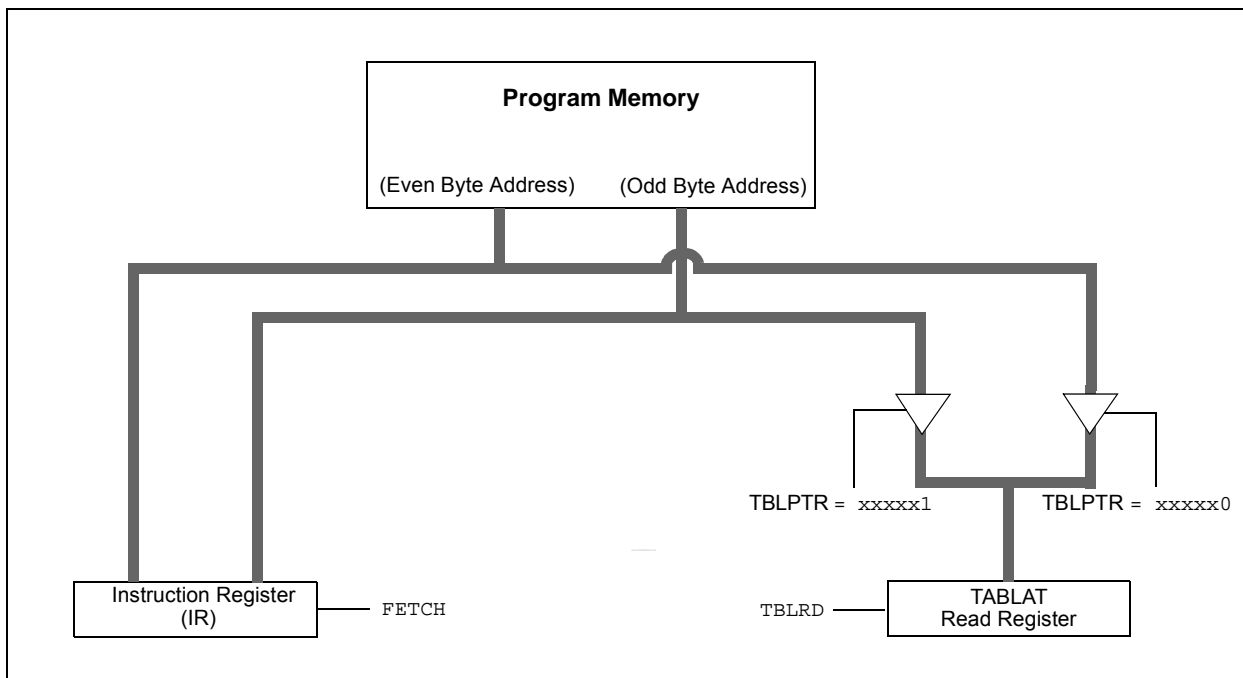 Program Memory
(Even Byte Address) (Odd Byte Address)
TBLPTR = xxxxx1 TBLPTR = xxxxx0
Instruction Register
(IR)
FETCH
TBLRD
TABLAT
Read Register